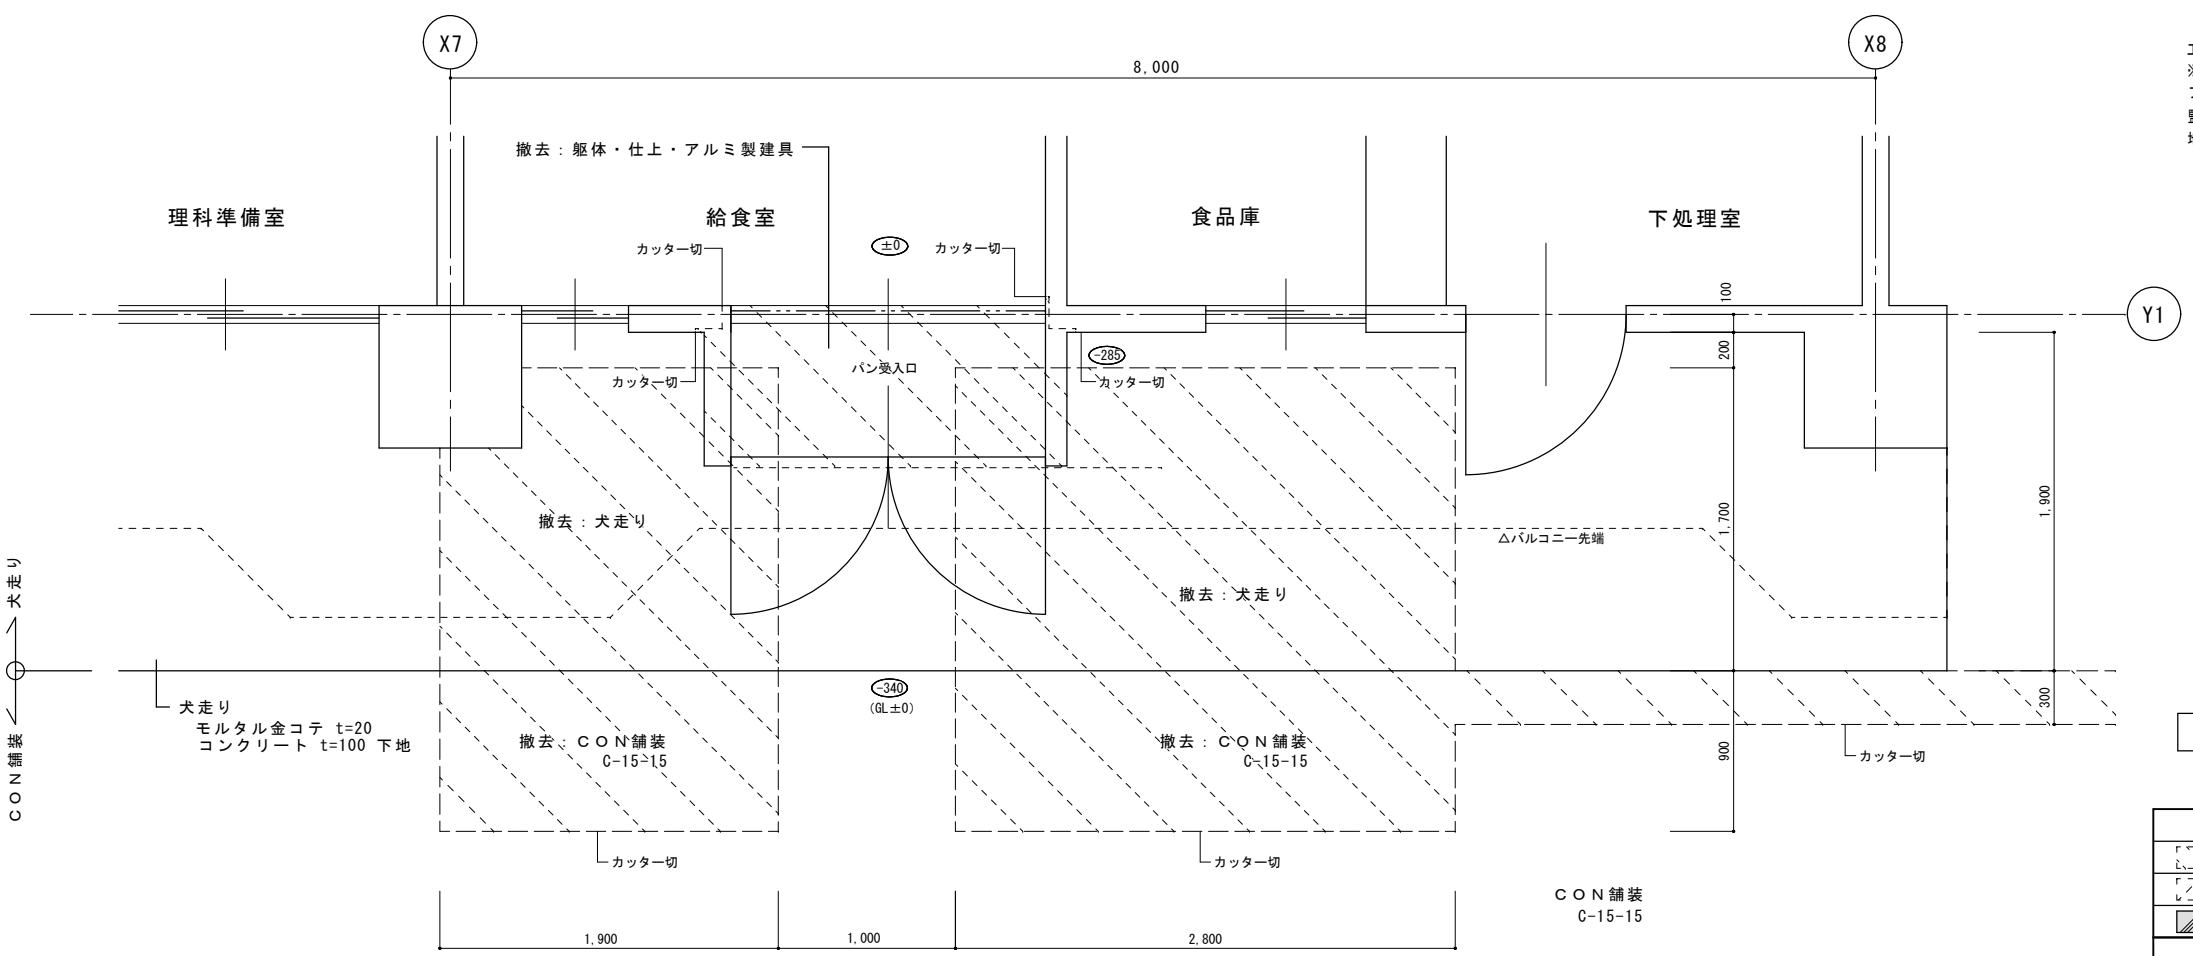 X7
X8
8,000
撤去：躯体・仕上・アルミ製建具
理科準備室
給食室
食品庫
下処理室
カッター切
±0
カッター切
100
Y1
200
-285
パン受入口
カッター切
カッター切
撤去：犬走り
1,700
1,900
△バルコニー先端
撤去：犬走り
犬走り
CON舗装
犬走り
モルタル金コテ t=20
コンクリート t=100 下地
-340
(GL±0)
300
撤去：CON舗装
C-15-15
撤去：CON舗装
C-15-15
900
カッター切
カッター切
カッター切
CON舗装
C-15-15
1,900
1,000
2,800